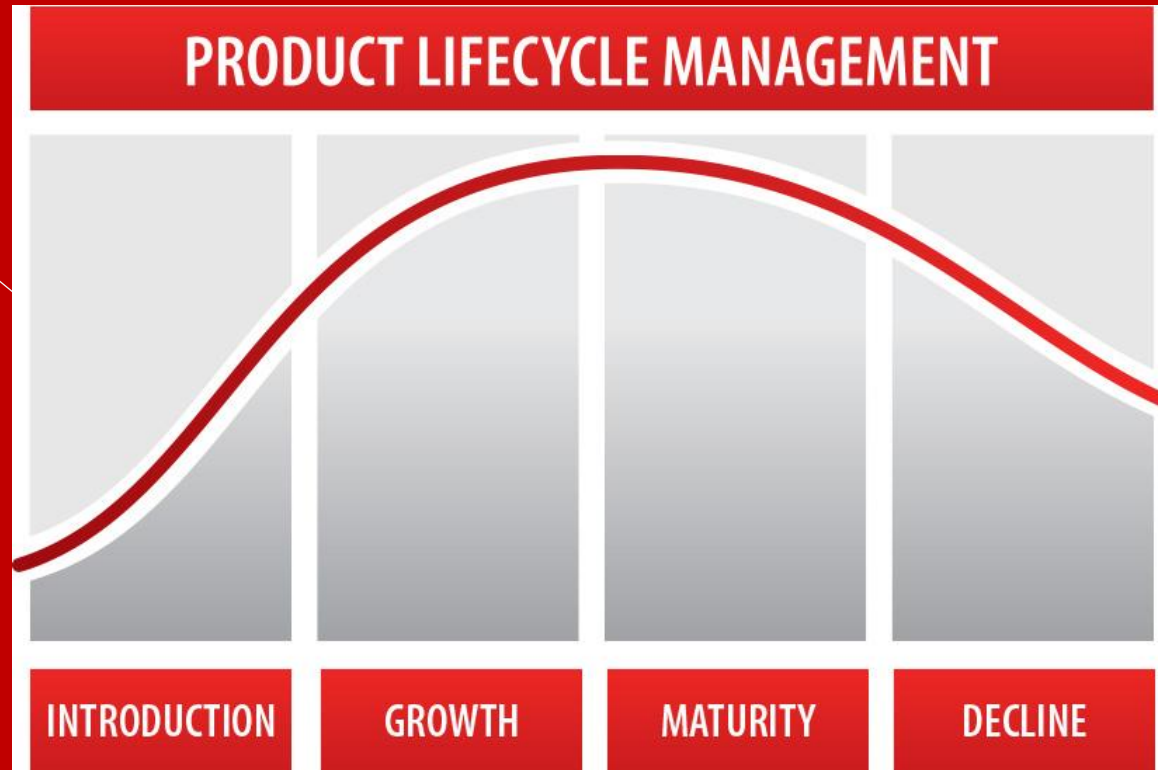 PRODUCT LIFECYCLE MANAGEMENT
INTRODUCTION
GROWTH
MATURITY
DECLINE